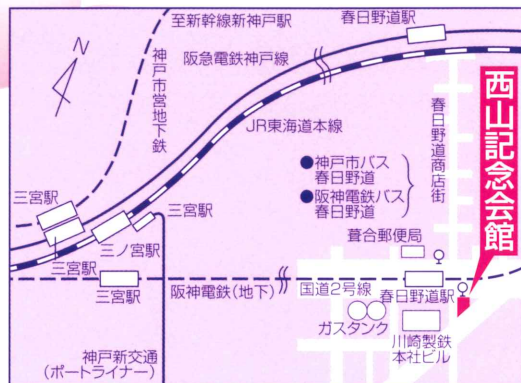 至新幹線新神戸駅
春日野道駅
N
阪急電鉄神戸線
神戸市営地下鉄
JR東海道本線
春日野道商店街
西山記念会館
●神戸市バス
春日野道
●阪神電鉄バス
春日野道
三宮駅
三宮駅
三ノ宮駅
三宮駅
葺合郵便局
三宮駅
阪神電鉄(地下)
国道2号線
春日野道駅
ガスタンク
川崎製鉄
本社ビル
神戸新交通
(ポートライナー)